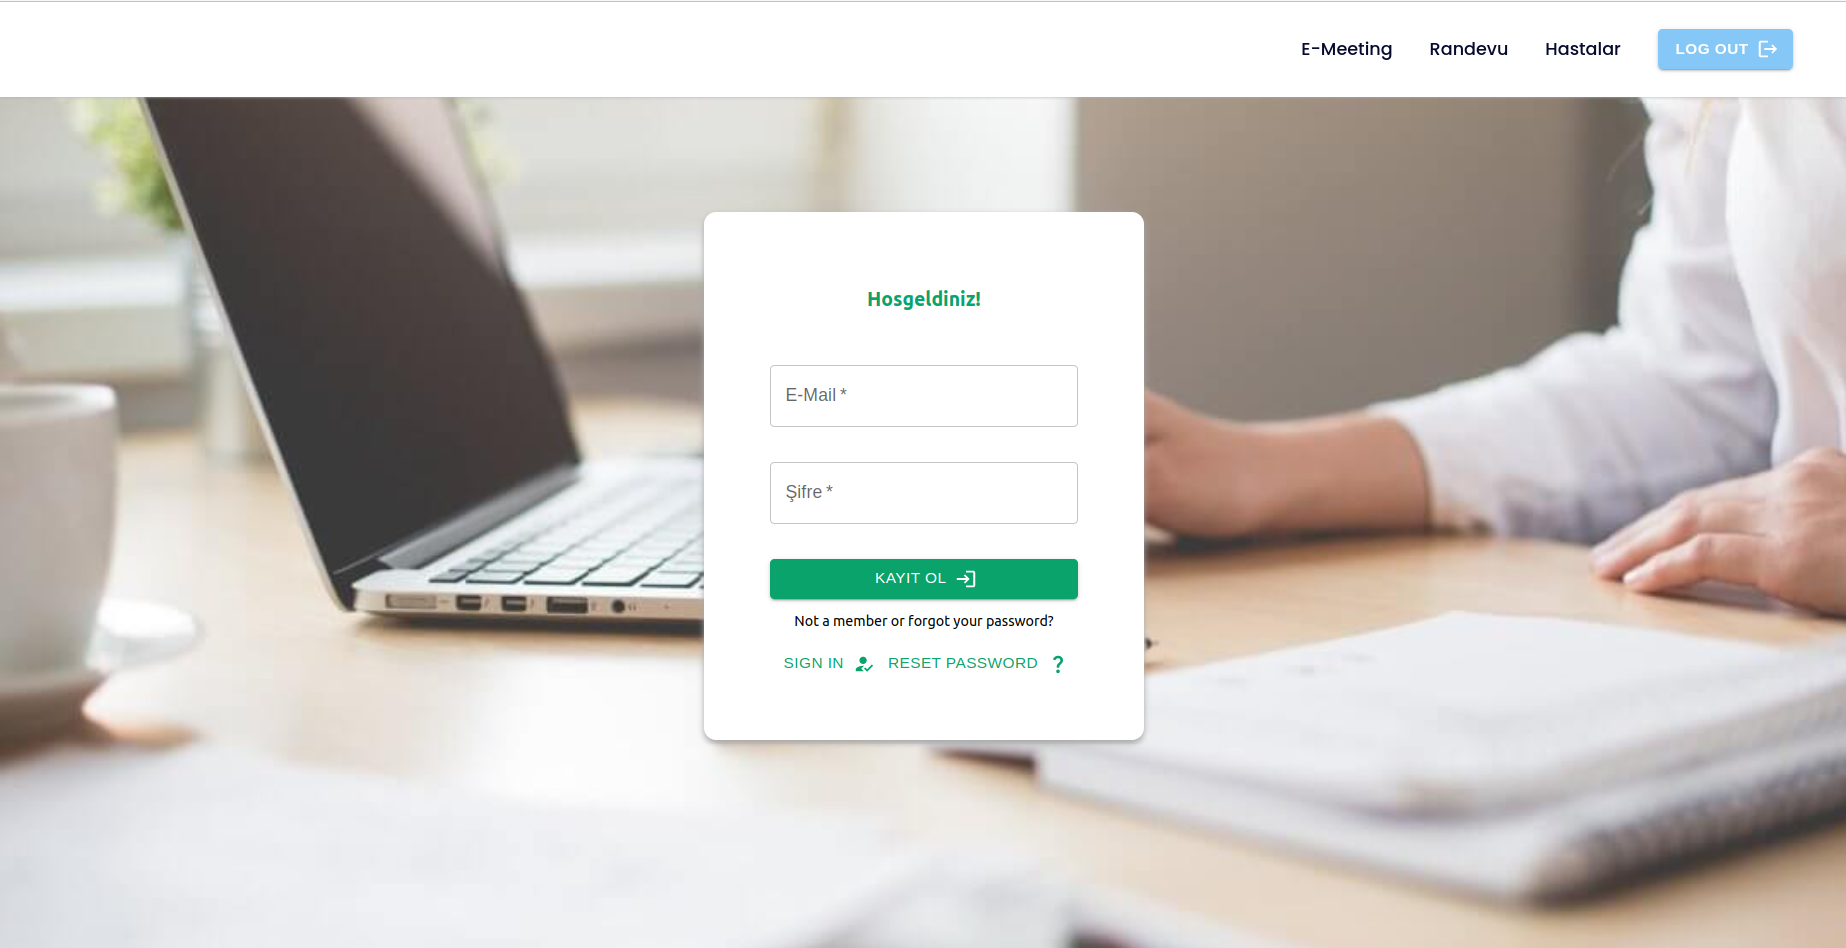 E-Meeting Randevu Hastalar LOG OUT
Hosgeldiniz!
E-Mail *
Şifre *
KAYIT OL
Not a member or forgot your password?
SIGN IN RESET PASSWORD ?